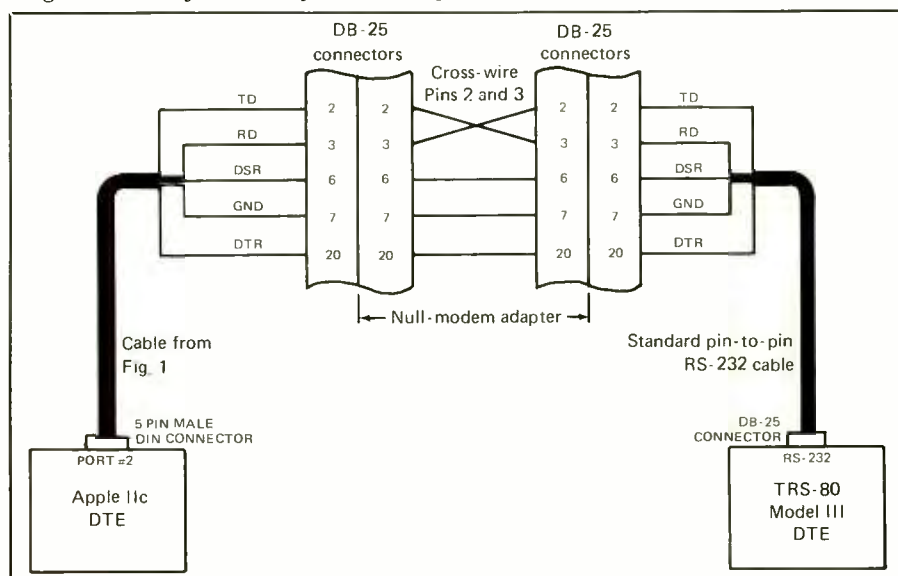 DB-25
connectors
DB-25
connectors
Cross-wire
Pins 2 and 3
TD 2 2 2 2 TD
RD 3 3 3 3 RD
DSR 6 6 6 6 DSR
GND 7 7 7 7 GND
DTR 20 20 20 20 DTR
Null-modem adapter
Cable from
Fig. 1
Standard pin-to-pin
RS-232 cable
5 PIN MALE
DIN CONNECTOR
PORT #2
Apple IIc
DTE
DB-25
CONNECTOR
RS-232
TRS-80
Model III
DTE